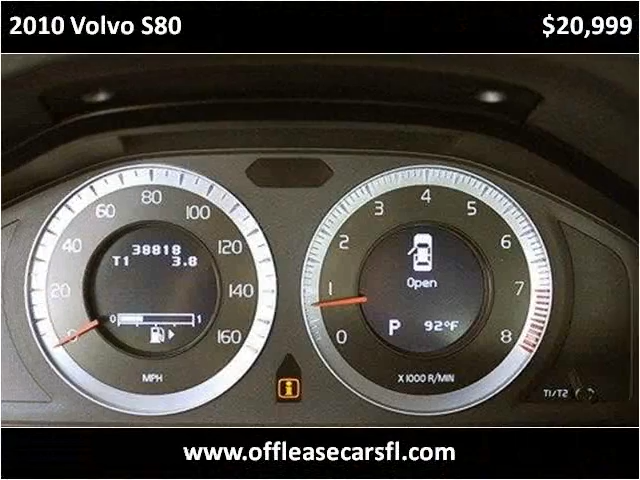 2010 Volvo S80 $20,999
0 20 40 60 80 100 120 140 160
38818
T1 3.8
0 1
MPH
0 1 2 3 4 5 6 7 8
Open
P 92°F
X 1000 R/MIN
T1/T2
www.offleasecarsfl.com